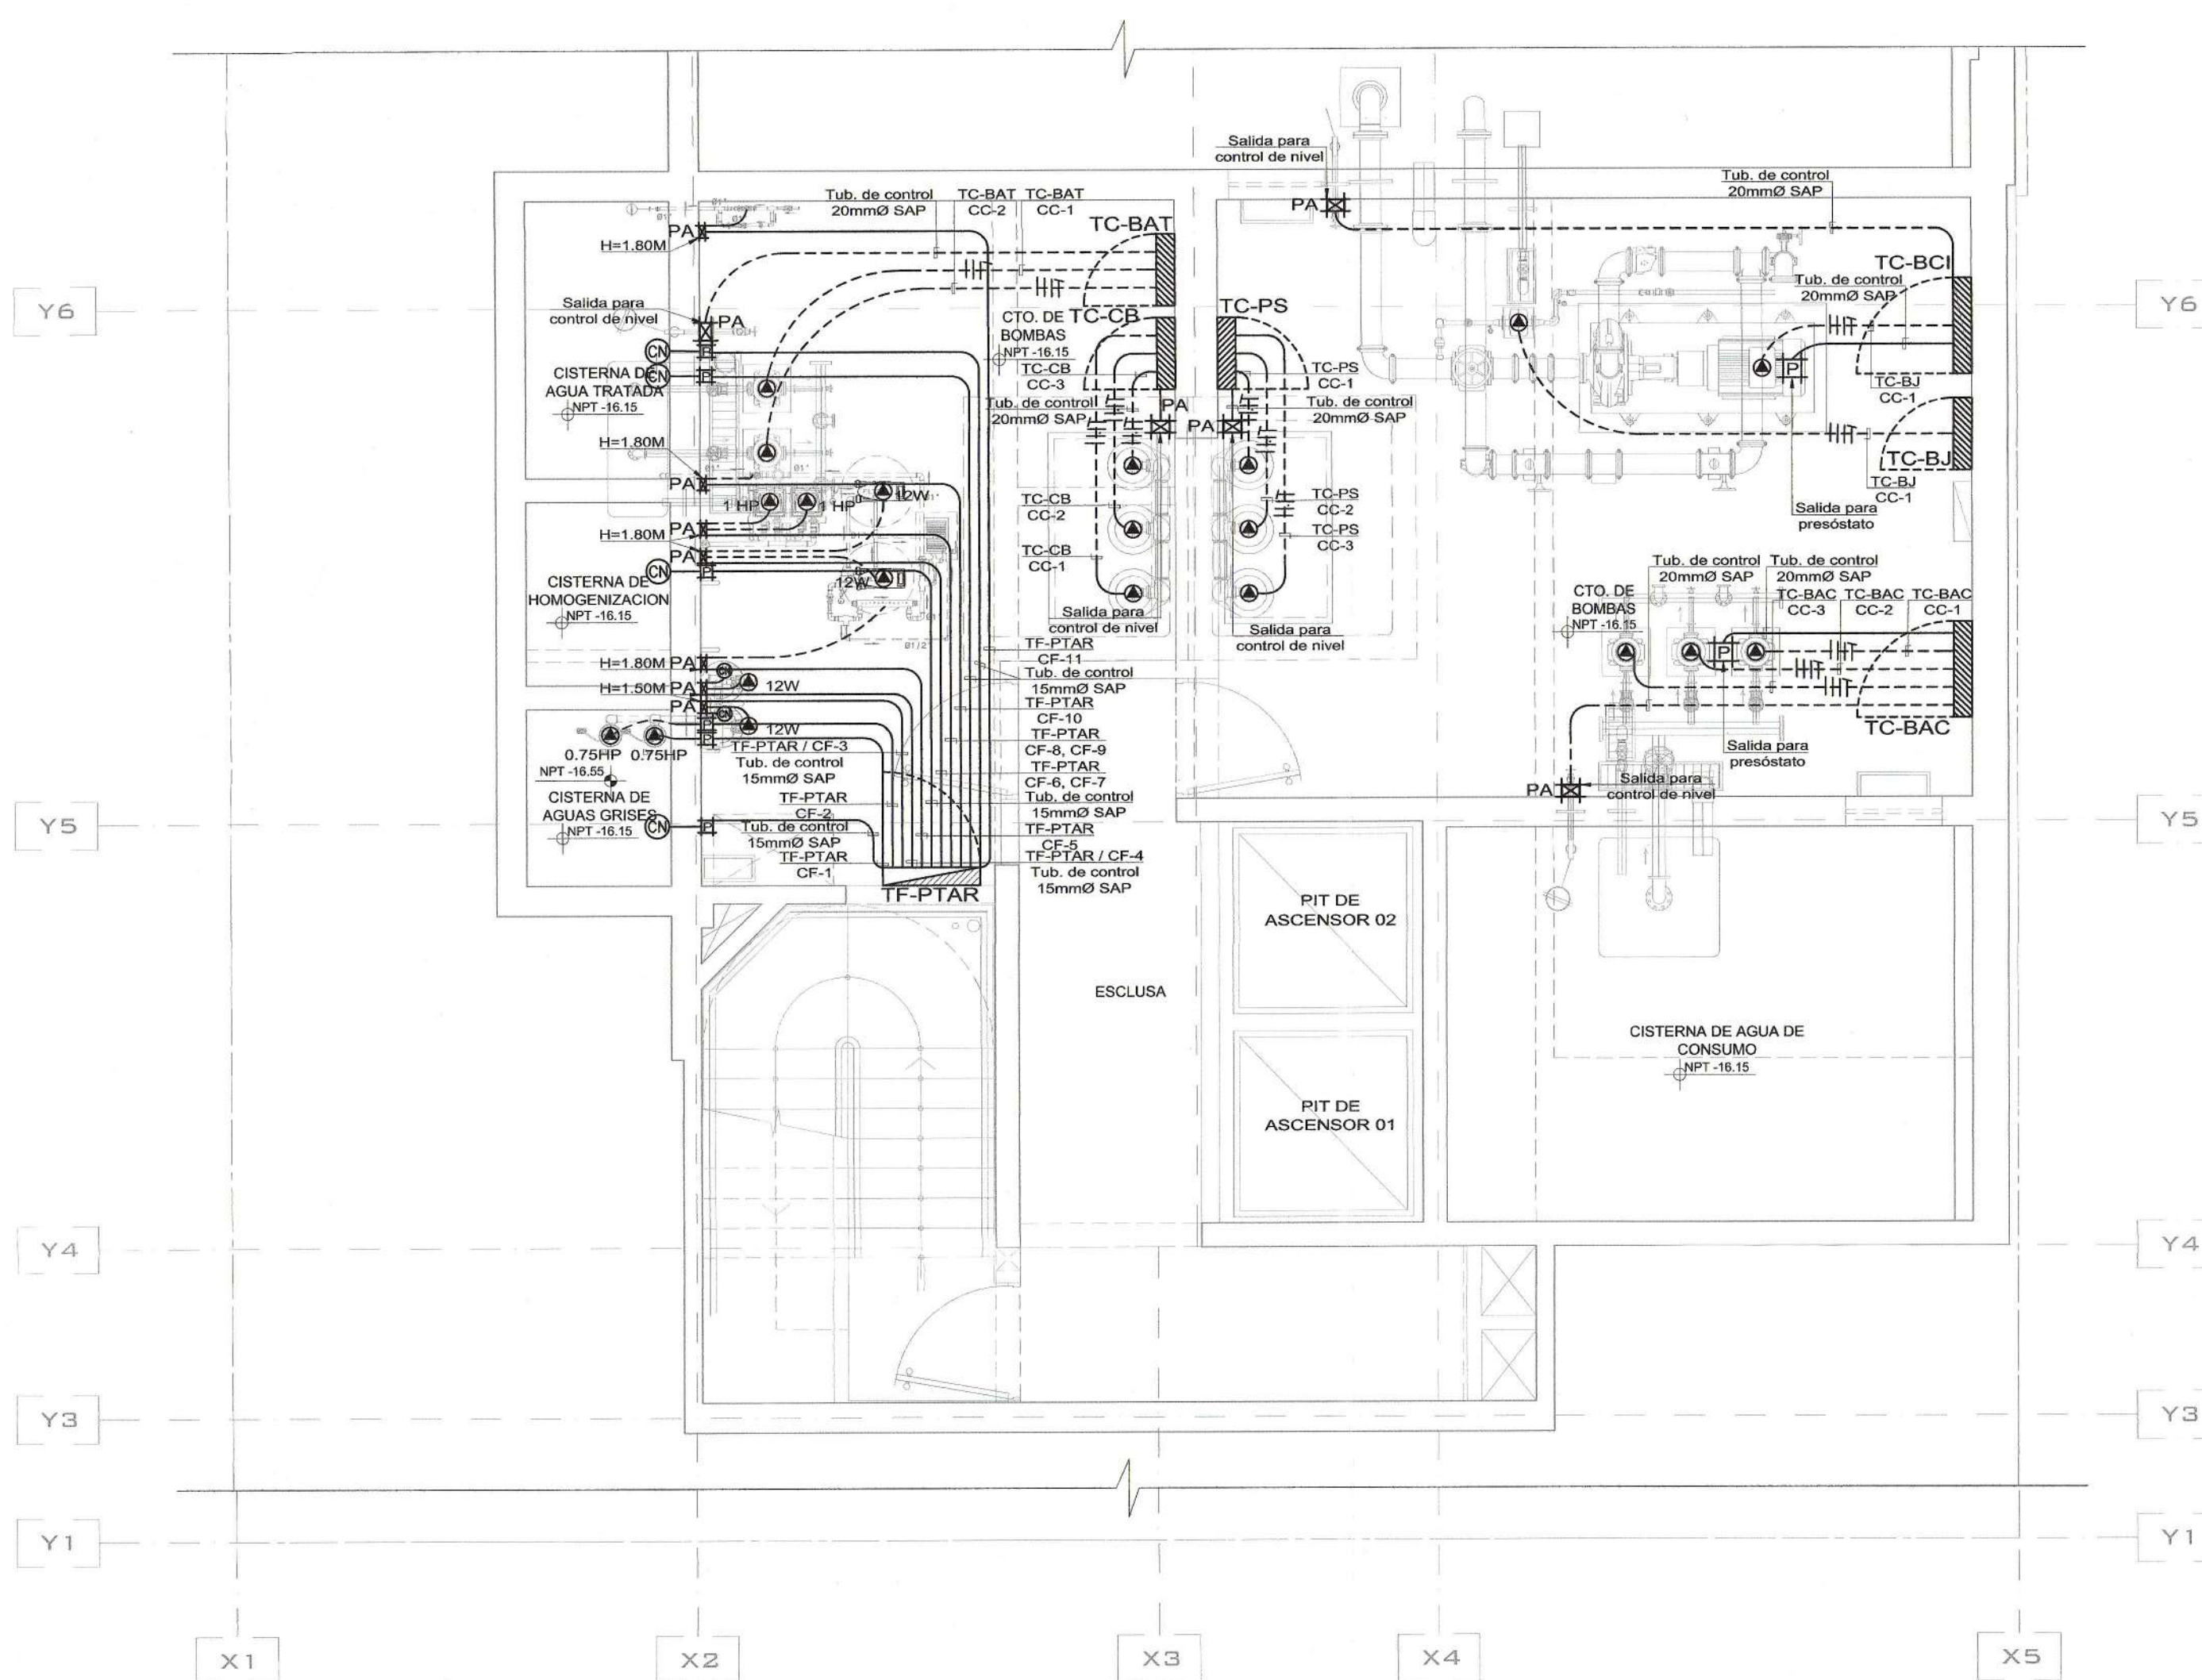 Salida para
control de nivel
PA
Tub. de control
20mmØ SAP
Tub. de control
20mmØ SAP
TC-BAT
CC-2
TC-BAT
CC-1
TC-BAT
PA
H=1.80M
Salida para
control de nivel
PA
TC-BCI
Tub. de control
20mmØ SAP
Y6
Y6
CTO. DE
BOMBAS
NPT -16.15
TC-CB
TC-PS
CN
P
CN
P
CISTERNA DE
AGUA TRATADA
NPT -16.15
TC-CB
CC-3
Tub. de control
20mmØ SAP
PA
PA
TC-PS
CC-1
Tub. de control
20mmØ SAP
P
TC-BJ
CC-1
TC-BJ
TC-BJ
CC-1
Salida para
presóstato
H=1.80M
PA
1 HP
1 HP
12W
H=1.80M
PA
PA
CN
P
12W
CISTERNA DE
HOMOGENIZACION
NPT -16.15
TC-CB
CC-2
TC-CB
CC-1
TC-PS
CC-2
TC-PS
CC-3
Salida para
control de nivel
Salida para
control de nivel
Tub. de control
20mmØ SAP
Tub. de control
20mmØ SAP
CTO. DE
BOMBAS
NPT -16.15
TC-BAC
CC-3
TC-BAC
CC-2
TC-BAC
CC-1
P
TC-BAC
Salida para
presóstato
Salida para
control de nivel
PA
Ø1/2"
H=1.80M
PA
CN
12W
H=1.50M
PA
PA
CN
12W
P
P
0.75HP
0.75HP
NPT -16.55
CISTERNA DE
AGUAS GRISES
NPT -16.15
CN
P
TF-PTAR / CF-3
Tub. de control
15mmØ SAP
TF-PTAR
CF-2
Tub. de control
15mmØ SAP
TF-PTAR
CF-1
TF-PTAR
CF-11
Tub. de control
15mmØ SAP
TF-PTAR
CF-10
TF-PTAR
CF-8, CF-9
TF-PTAR
CF-6, CF-7
Tub. de control
15mmØ SAP
TF-PTAR
CF-5
TF-PTAR / CF-4
Tub. de control
15mmØ SAP
TF-PTAR
Y5
Y5
PIT DE
ASCENSOR 02
ESCLUSA
CISTERNA DE AGUA DE
CONSUMO
NPT -16.15
PIT DE
ASCENSOR 01
Y4
Y4
Y3
Y3
Y1
Y1
X1
X2
X3
X4
X5